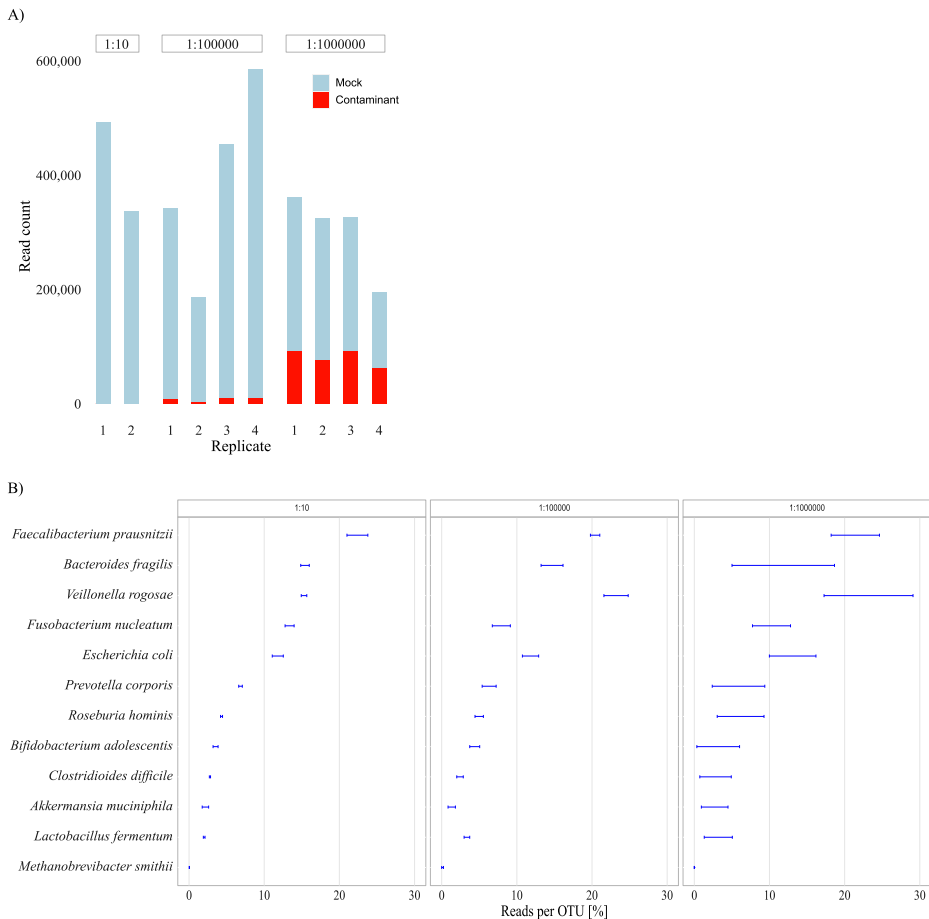 A)
1:10 1:100000 1:1000000
600,000
Mock
Contaminant
400,000
Read count
200,000
0
1 2 1 2 3 4 1 2 3 4
Replicate
B)
1:10 1:100000 1:1000000
Faecalibacterium prausnitzii
Bacteroides fragilis
Veillonella rogosae
Fusobacterium nucleatum
Escherichia coli
Prevotella corporis
Roseburia hominis
Bifidobacterium adolescentis
Clostridioides difficile
Akkermansia muciniphila
Lactobacillus fermentum
Methanobrevibacter smithii
0 10 20 30 0 10 20 30 0 10 20 30
Reads per OTU [%]